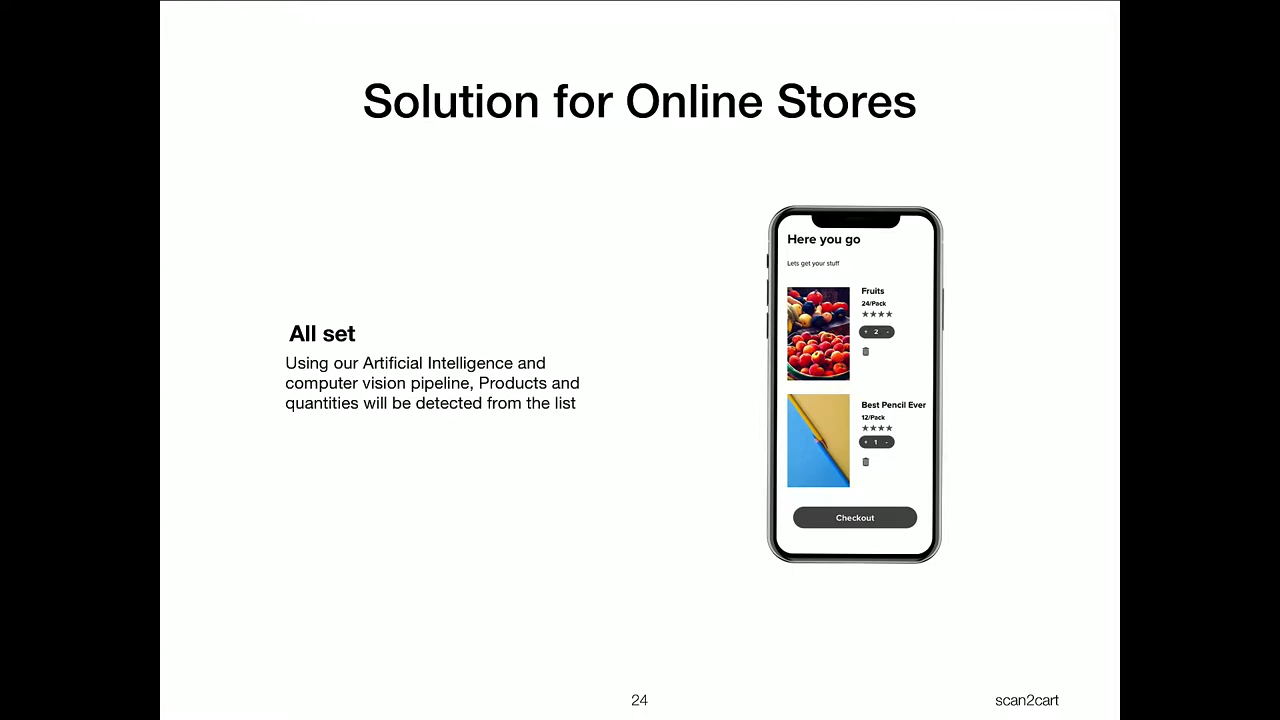 Solution for Online Stores
All set
Using our Artificial Intelligence and
computer vision pipeline, Products and
quantities will be detected from the list
Here you go
Lets get your stuff
Fruits
24/Pack
★★★★
+ 2 -
Best Pencil Ever
12/Pack
★★★★
+ 1 -
Checkout
24
scan2cart